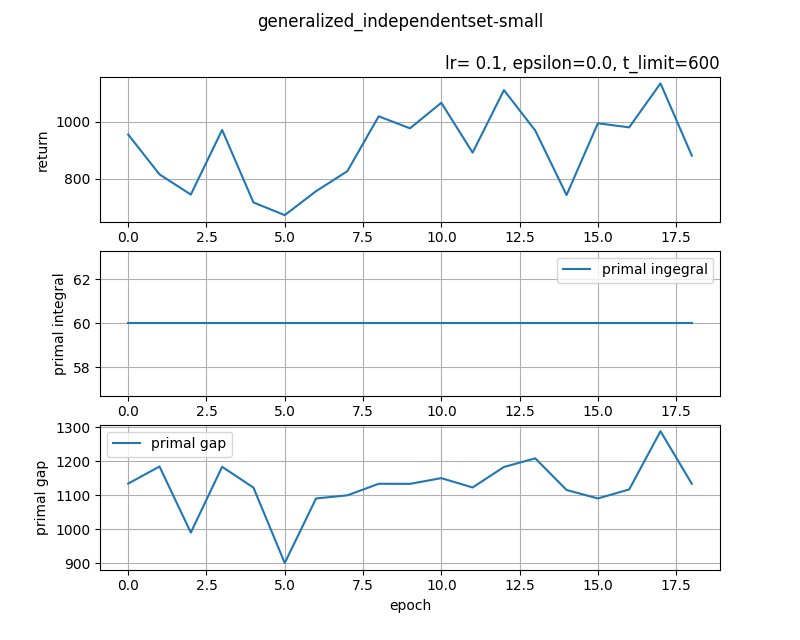 generalized_independentset-small
lr= 0.1, epsilon=0.0, t_limit=600
1000
800
return
0.0 2.5 5.0 7.5 10.0 12.5 15.0 17.5
62
60
58
primal integral
primal ingegral
0.0 2.5 5.0 7.5 10.0 12.5 15.0 17.5
1300
1200
1100
1000
900
primal gap
primal gap
0.0 2.5 5.0 7.5 10.0 12.5 15.0 17.5
epoch